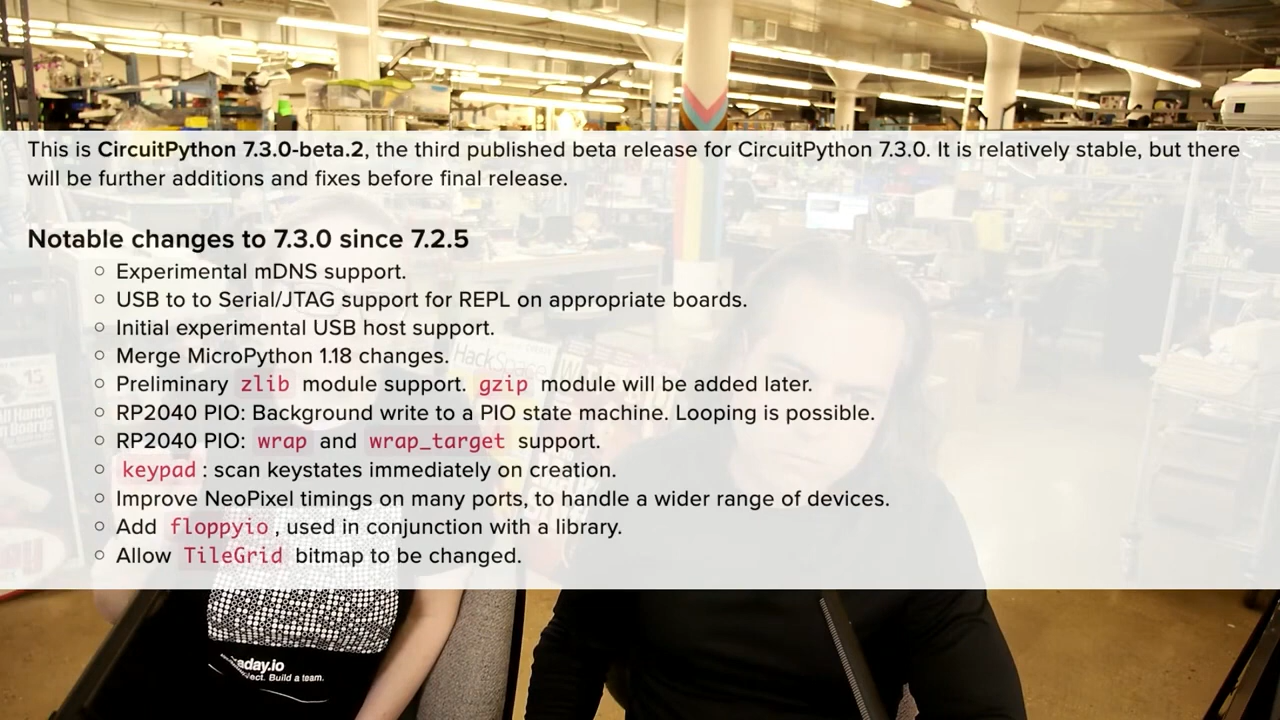 This is CircuitPython 7.3.0-beta.2, the third published beta release for CircuitPython 7.3.0. It is relatively stable, but there
will be further additions and fixes before final release.
Notable changes to 7.3.0 since 7.2.5
Experimental mDNS support.
USB to to Serial/JTAG support for REPL on appropriate boards.
Initial experimental USB host support.
Merge MicroPython 1.18 changes.
Preliminary zlib module support. gzip module will be added later.
RP2040 PIO: Background write to a PIO state machine. Looping is possible.
RP2040 PIO: wrap and wrap_target support.
keypad: scan keystates immediately on creation.
Improve NeoPixel timings on many ports, to handle a wider range of devices.
Add floppyio, used in conjunction with a library.
Allow TileGrid bitmap to be changed.
HackSpace
15
aday.io
Build a team.